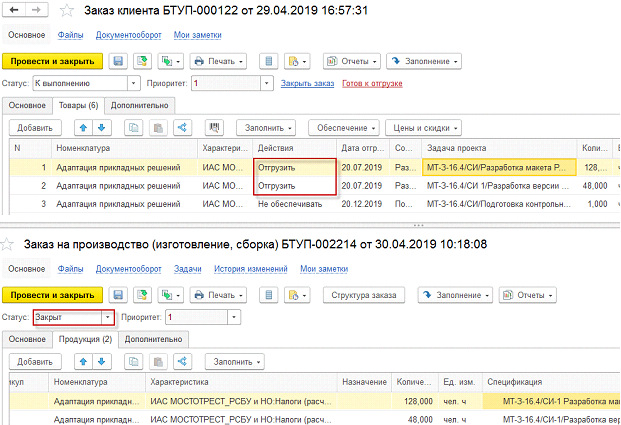 Заказ клиента БТУП-000122 от 29.04.2019 16:57:31
Основное Файлы Документооборот Мои заметки
Провести и закрыть Печать Отчеты Заполнение
Статус: К выполнению Приоритет: 1 Закрыть заказ Готов к отгрузке
Основное Товары (6) Дополнительно
Добавить Заполнить Обеспечение Цены и скидки
N Номенклатура Характери... Действия Дата отгр... Со... Задача проекта Коли...
1 Адаптация прикладных решений ИАС МО... Отгрузить 20.07.2019 Раз... МТ-3-16.4/СИ/Разработка макета Р... 128,...
2 Адаптация прикладных решений ИАС МО... Отгрузить 20.07.2019 Раз... МТ-3-16.4/СИ 1/Разработка версии ... 48,000
3 Адаптация прикладных решений ИАС МО... Не обеспечивать 20.12.2019 По... МТ-3-16.4/СИ/Подготовка контрольн... 1,000
Заказ на производство (изготовление, сборка) БТУП-002214 от 30.04.2019 10:18:08
Основное Файлы Документооборот Задачи История изменений Мои заметки
Провести и закрыть Печать Структура заказа Заполнение Отчеты
Статус: Закрыт Приоритет: 1
Основное Продукция (2) Дополнительно
Добавить Заполнить
икул Номенклатура Характеристика Назначение Количе... Ед. изм. Спецификация
Адаптация прикладн... ИАС МОСТОТРЕСТ_РСБУ и НО:Налоги (расч... 128,000 чел. ч МТ-3-16.4/СИ-1 Разработка мак
Адаптация прикладн... ИАС МОСТОТРЕСТ_РСБУ и НО:Налоги (расч... 48,000 чел. ч МТ-3-16.4/СИ-1/Разработка вер